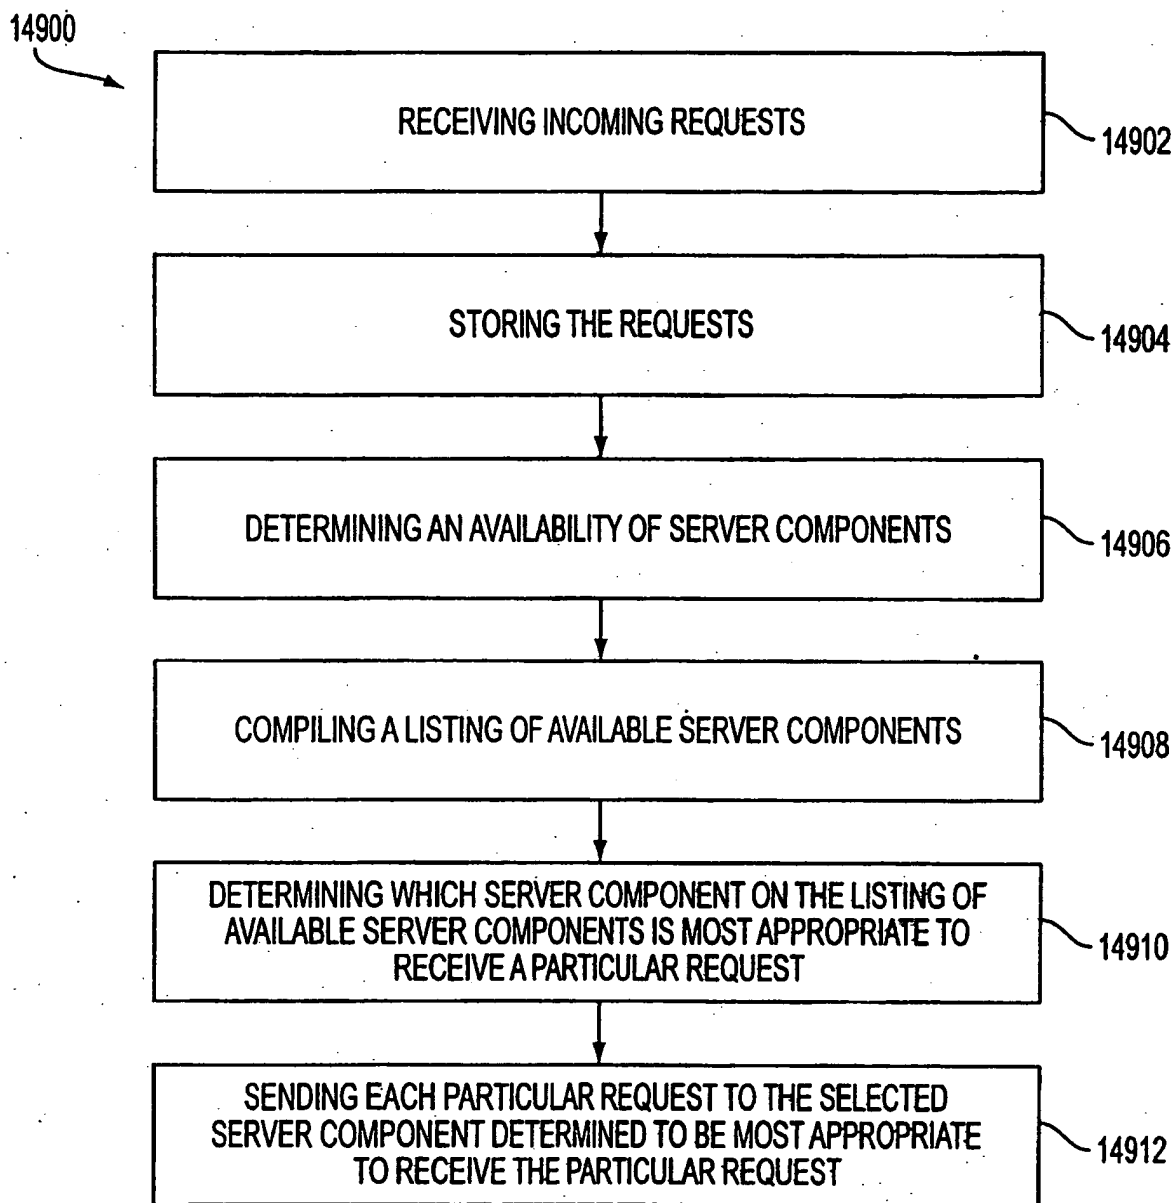 14900
RECEIVING INCOMING REQUESTS
14902
STORING THE REQUESTS
14904
DETERMINING AN AVAILABILITY OF SERVER COMPONENTS
14906
COMPILING A LISTING OF AVAILABLE SERVER COMPONENTS
14908
DETERMINING WHICH SERVER COMPONENT ON THE LISTING OF
AVAILABLE SERVER COMPONENTS IS MOST APPROPRIATE TO
RECEIVE A PARTICULAR REQUEST
14910
SENDING EACH PARTICULAR REQUEST TO THE SELECTED
SERVER COMPONENT DETERMINED TO BE MOST APPROPRIATE
TO RECEIVE THE PARTICULAR REQUEST
14912